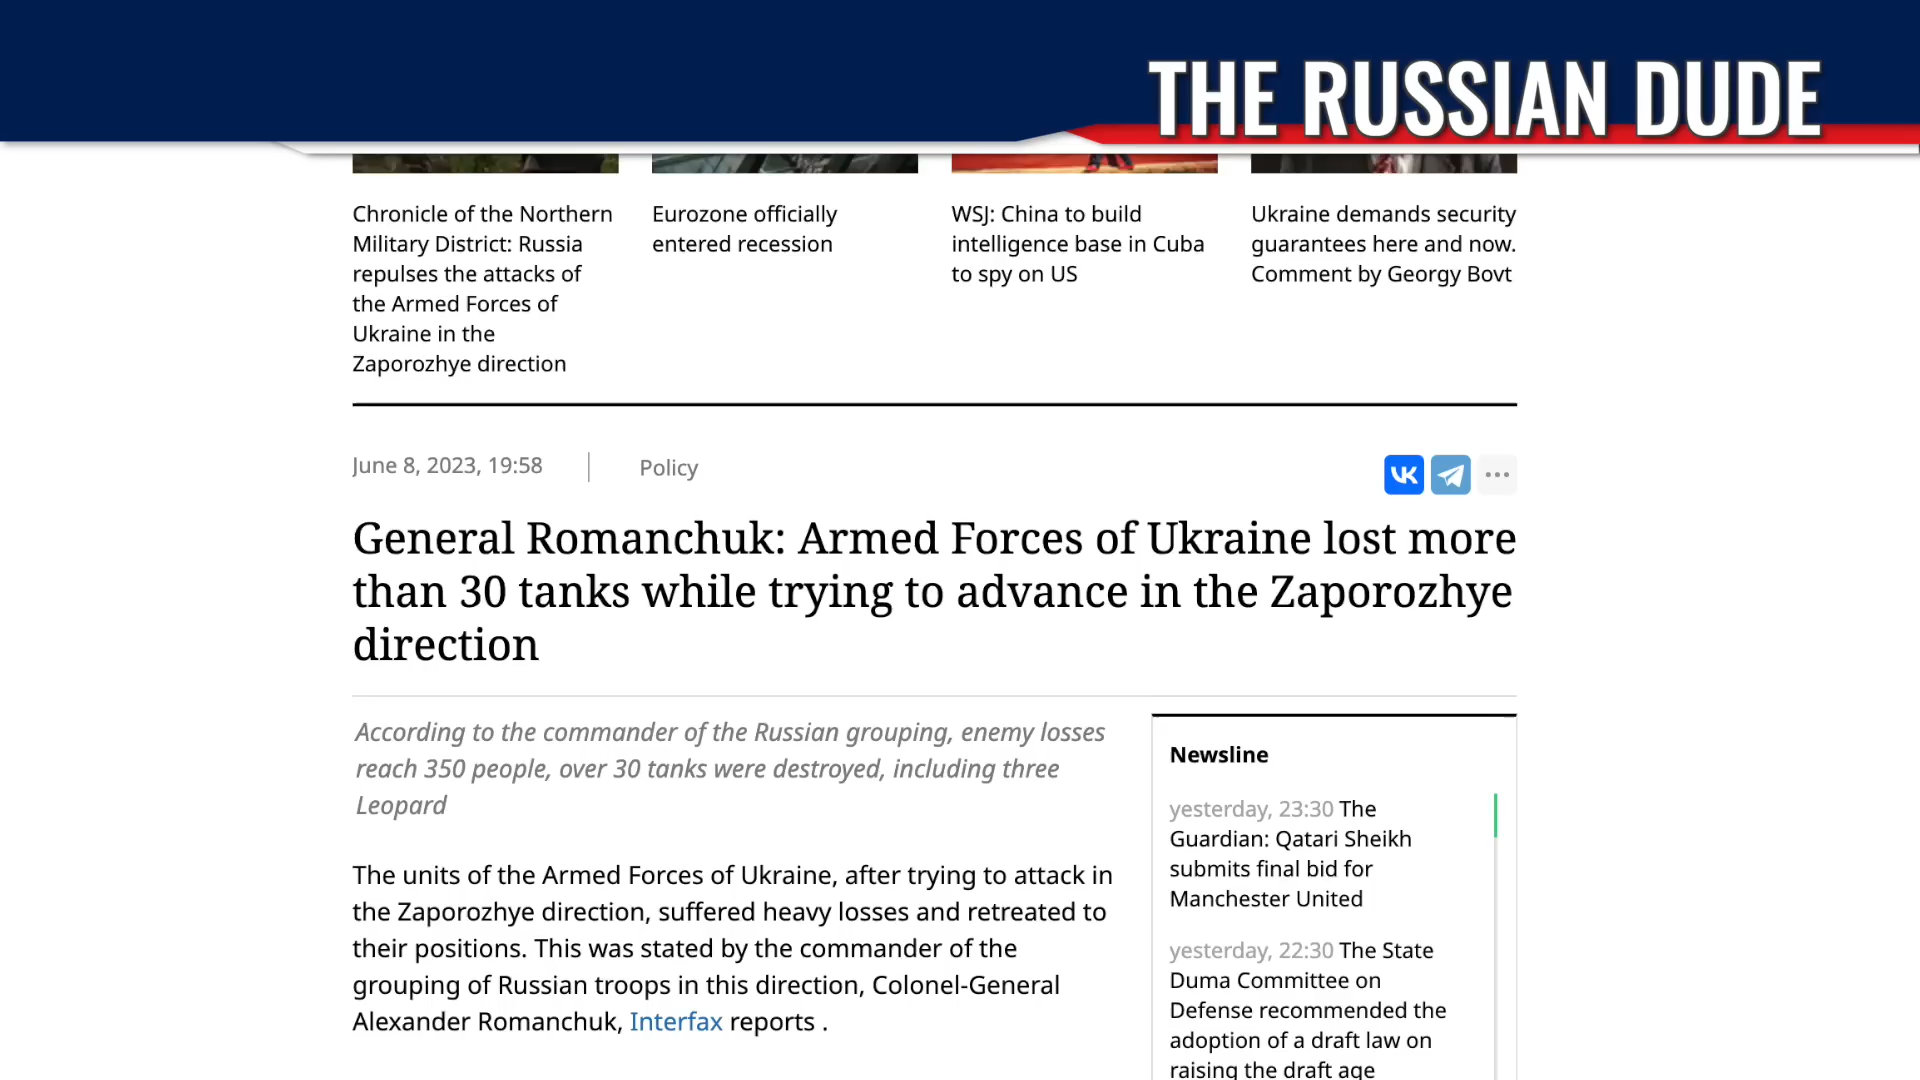 THE RUSSIAN DUDE
Chronicle of the Northern
Military District: Russia
repulses the attacks of
the Armed Forces of
Ukraine in the
Zaporozhye direction
Eurozone officially
entered recession
WSJ: China to build
intelligence base in Cuba
to spy on US
Ukraine demands security
guarantees here and now.
Comment by Georgy Bovt
June 8, 2023, 19:58
Policy
General Romanchuk: Armed Forces of Ukraine lost more
than 30 tanks while trying to advance in the Zaporozhye
direction
According to the commander of the Russian grouping, enemy losses
reach 350 people, over 30 tanks were destroyed, including three
Leopard
The units of the Armed Forces of Ukraine, after trying to attack in
the Zaporozhye direction, suffered heavy losses and retreated to
their positions. This was stated by the commander of the
grouping of Russian troops in this direction, Colonel-General
Alexander Romanchuk, Interfax reports .
Newsline
yesterday, 23:30 The
Guardian: Qatari Sheikh
submits final bid for
Manchester United
yesterday, 22:30 The State
Duma Committee on
Defense recommended the
adoption of a draft law on
raising the draft age